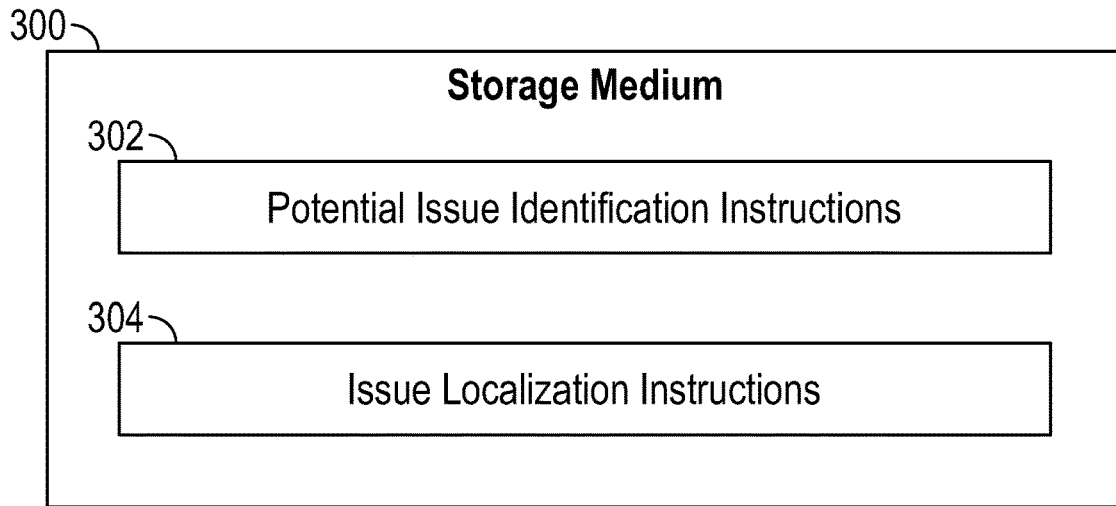 300
Storage Medium
302
Potential Issue Identification Instructions
304
Issue Localization Instructions